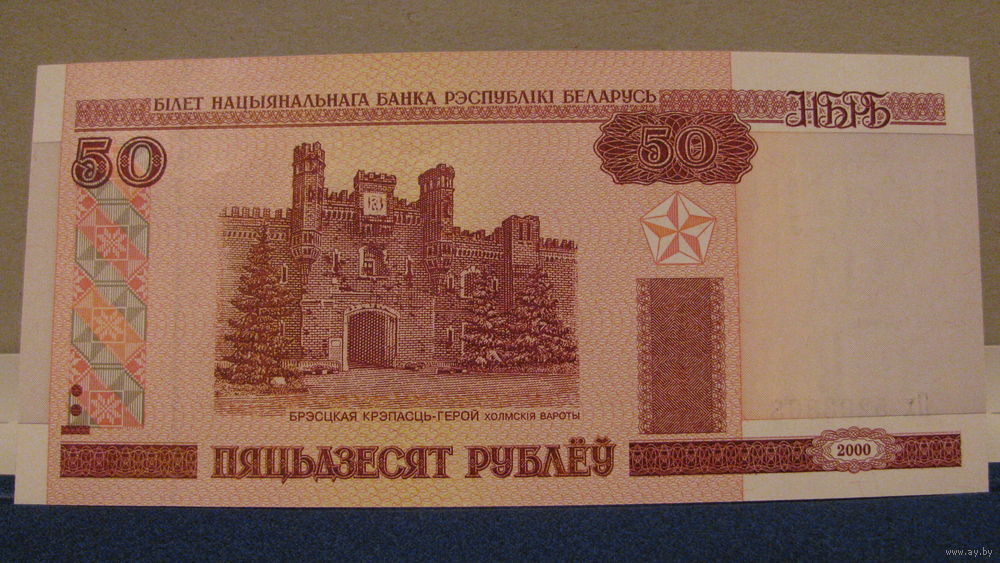 БІЛЕТ НАЦЫЯНАЛЬНАГА БАНКА РЭСПУБЛІКІ БЕЛАРУСЬ
НБРБ
50
50
БРЭСЦКАЯ КРЭПАСЦЬ-ГЕРОЙ ХОЛМСКІЯ ВАРОТЫ
ПЯЦЬДЗЕСЯТ РУБЛЁЎ
2000
www.ay.by